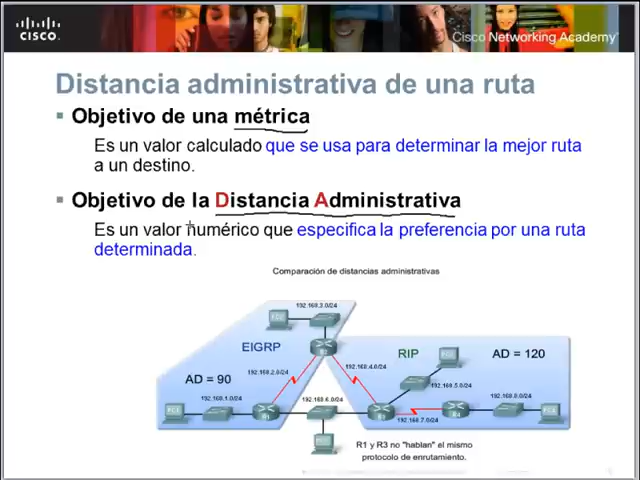 CISCO.
Cisco Networking Academy
Distancia administrativa de una ruta
Objetivo de una métrica
Es un valor calculado que se usa para determinar la mejor ruta
a un destino.
Objetivo de la Distancia Administrativa
Es un valor numérico que especifica la preferencia por una ruta
determinada.
Comparación de distancias administrativas
192.168.3.0/24
EIGRP
RIP
AD = 120
192.168.2.0/24
192.168.4.0/24
AD = 90
192.168.5.0/24
192.168.1.0/24
192.168.6.0/24
R1
R3
R4
192.168.7.0/24
R1 y R3 no "hablan" el mismo
protocolo de enrutamiento.